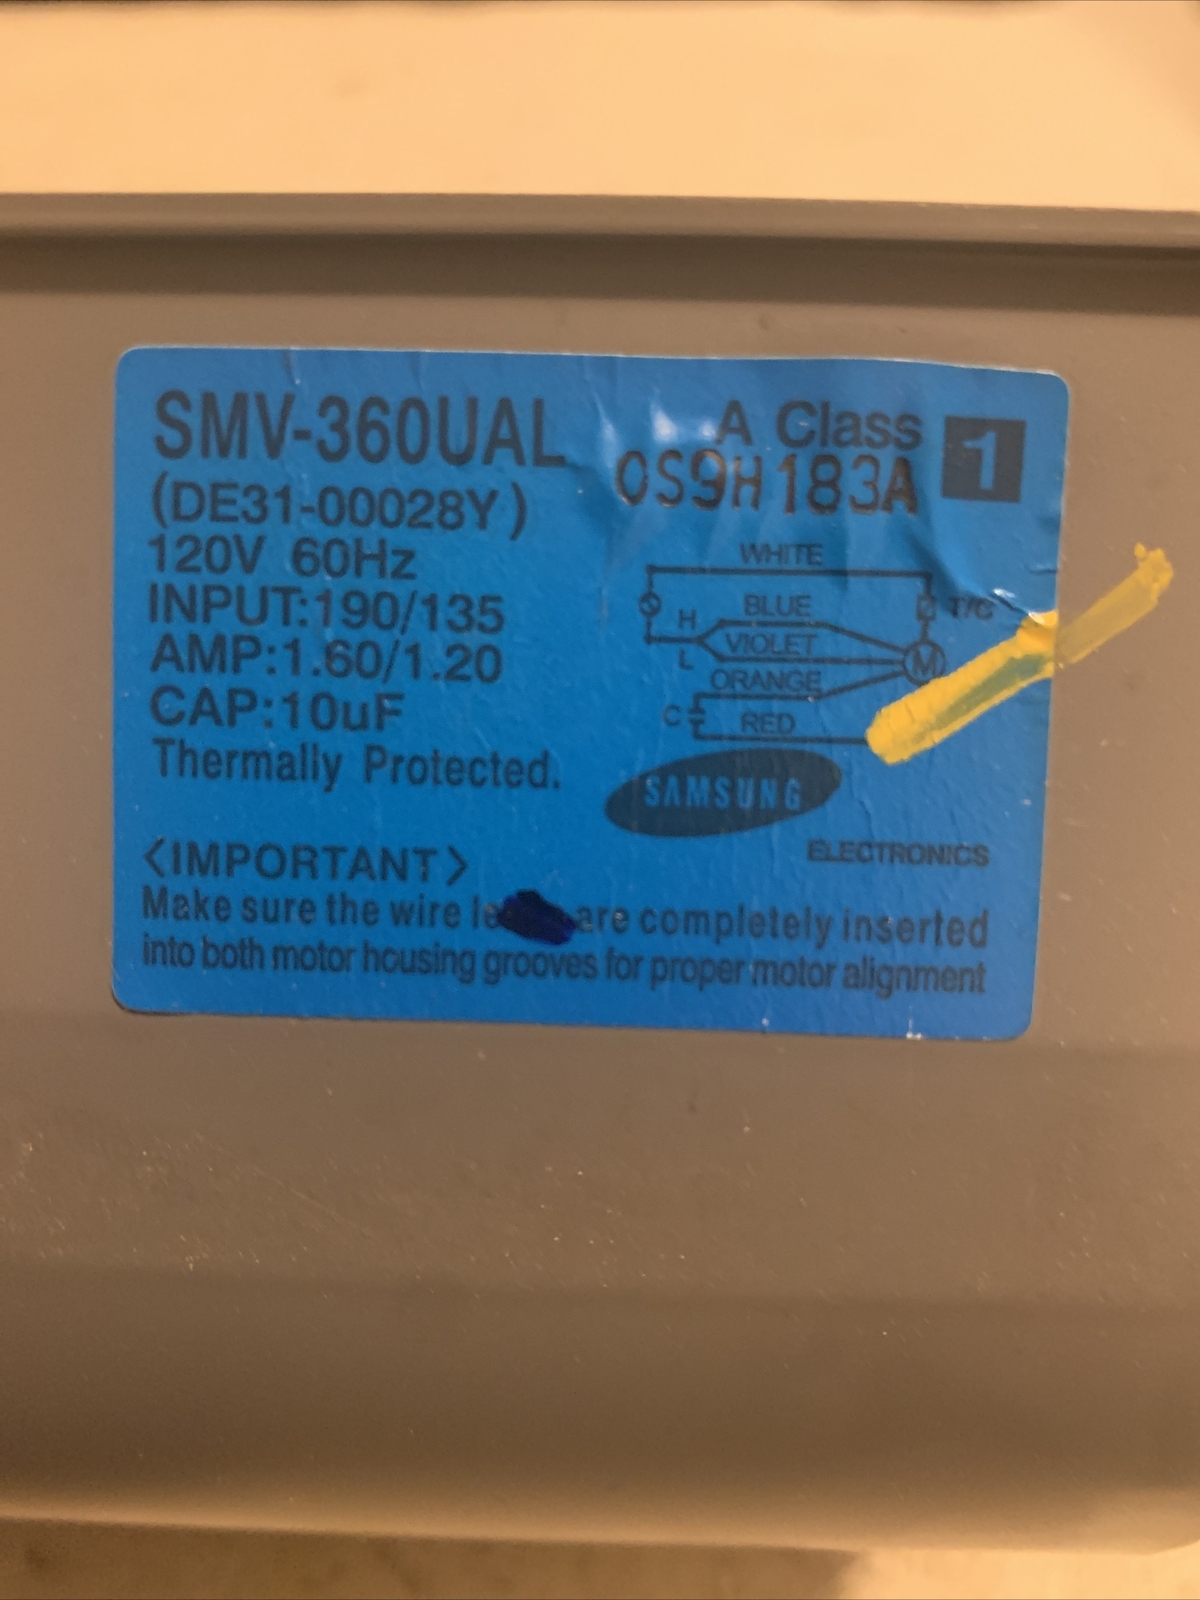 SMV-360UAL
(DE31-00028Y)
120V 60Hz
INPUT:190/135
AMP:1.60/1.20
CAP:10uF
Thermally Protected.
A Class 1
OS9H183A
WHITE
T/C
H BLUE
VIOLET
L
M
ORANGE
C RED
SAMSUNG
ELECTRONICS
<IMPORTANT>
Make sure the wire are completely inserted
into both motor housing grooves for proper motor alignment